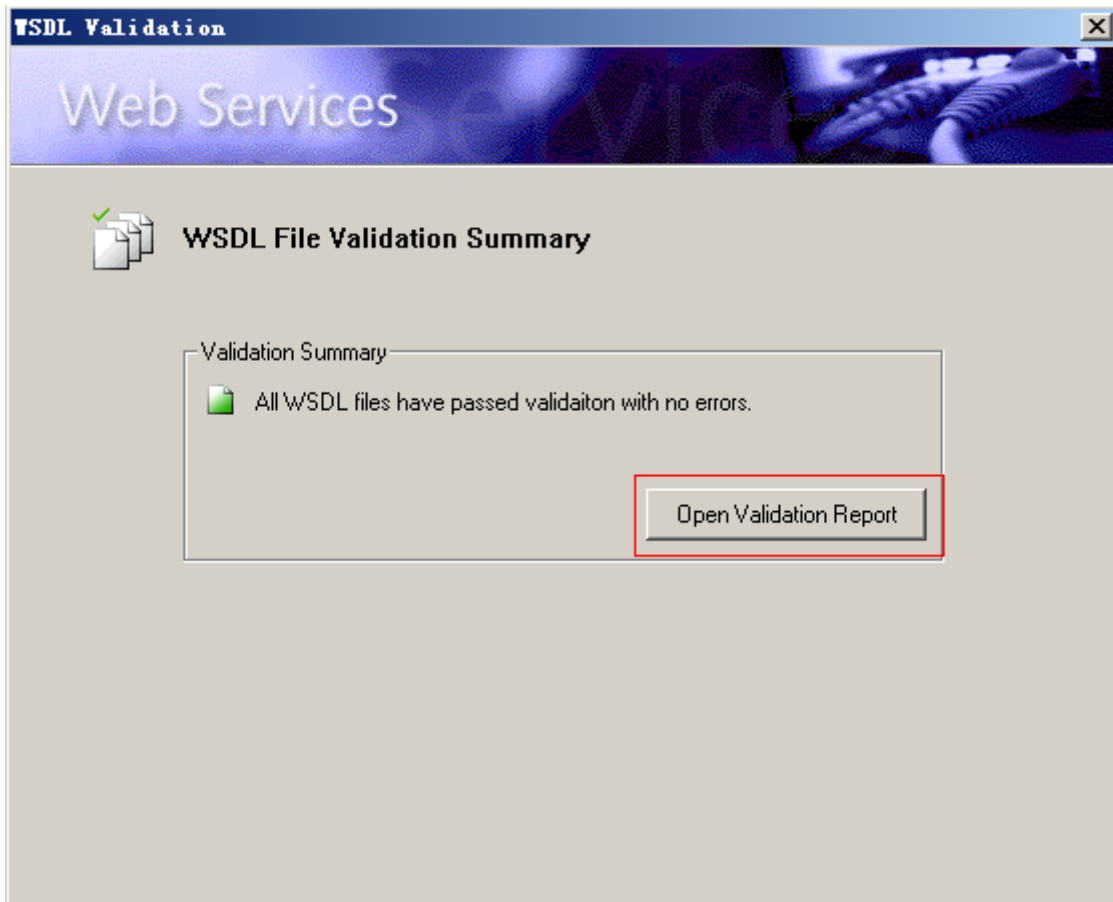 WSDL Validation
Web Services
WSDL File Validation Summary
Validation Summary
All WSDL files have passed validaiton with no errors.
Open Validation Report